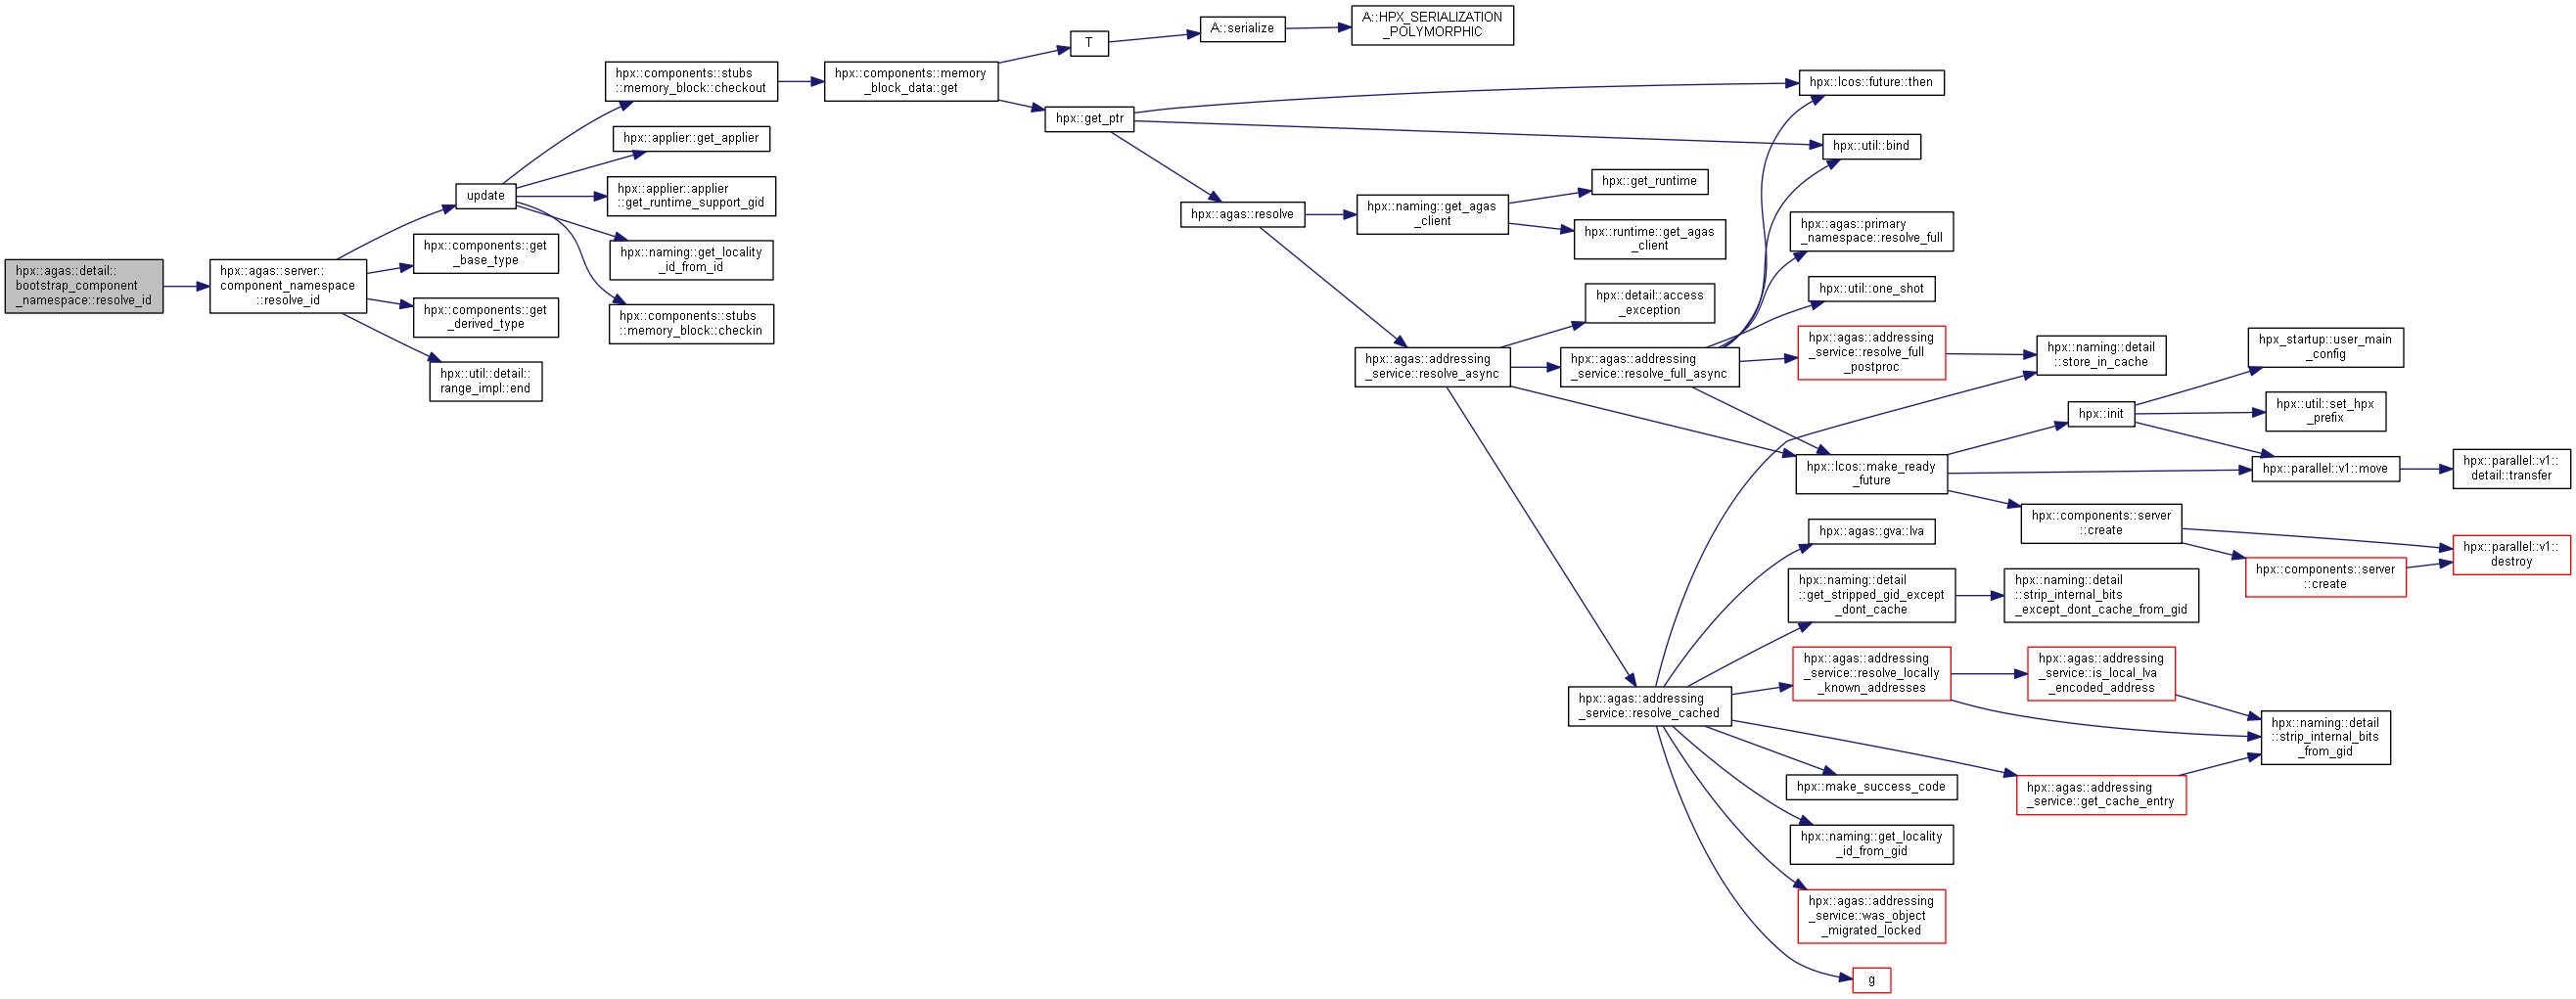 hpx::agas::detail::
bootstrap_component
_namespace::resolve_id
hpx::agas::server::
component_namespace
::resolve_id
update
hpx::components::get
_base_type
hpx::components::get
_derived_type
hpx::util::detail::
range_impl::end
hpx::components::stubs
::memory_block::checkout
hpx::applier::get_applier
hpx::applier::applier
::get_runtime_support_gid
hpx::naming::get_locality
_id_from_id
hpx::components::stubs
::memory_block::checkin
hpx::components::memory
_block_data::get
T
A::serialize
A::HPX_SERIALIZATION
_POLYMORPHIC
hpx::get_ptr
hpx::agas::resolve
hpx::naming::get_agas
_client
hpx::get_runtime
hpx::runtime::get_agas
_client
hpx::agas::addressing
_service::resolve_async
hpx::detail::access
_exception
hpx::agas::addressing
_service::resolve_full_async
hpx::agas::addressing
_service::resolve_cached
hpx::lcos::future::then
hpx::util::bind
hpx::agas::primary
_namespace::resolve_full
hpx::util::one_shot
hpx::agas::addressing
_service::resolve_full
_postproc
hpx::naming::detail
::store_in_cache
hpx::lcos::make_ready
_future
hpx::init
hpx_startup::user_main
_config
hpx::util::set_hpx
_prefix
hpx::parallel::v1::move
hpx::parallel::v1::
detail::transfer
hpx::components::server
::create
hpx::components::server
::create
hpx::parallel::v1::
destroy
hpx::agas::gva::lva
hpx::naming::detail
::get_stripped_gid_except
_dont_cache
hpx::naming::detail
::strip_internal_bits
_except_dont_cache_from_gid
hpx::agas::addressing
_service::resolve_locally
_known_addresses
hpx::agas::addressing
_service::is_local_lva
_encoded_address
hpx::naming::detail
::strip_internal_bits
_from_gid
hpx::agas::addressing
_service::get_cache_entry
hpx::make_success_code
hpx::naming::get_locality
_id_from_gid
hpx::agas::addressing
_service::was_object
_migrated_locked
g